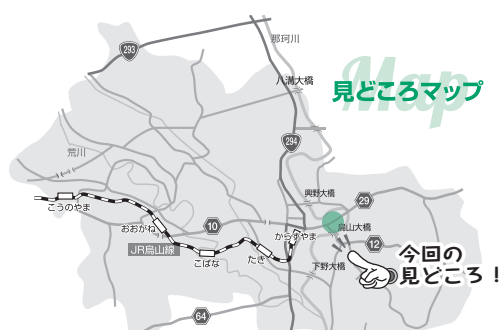 293
那珂川
八溝大橋
Map
見どころマップ
294
荒川
興野大橋
29
こうのやま
おおがね
10
烏山大橋
からすやま
12
JR烏山線
こばな
たき
下野大橋
今回の
見どころ！
64